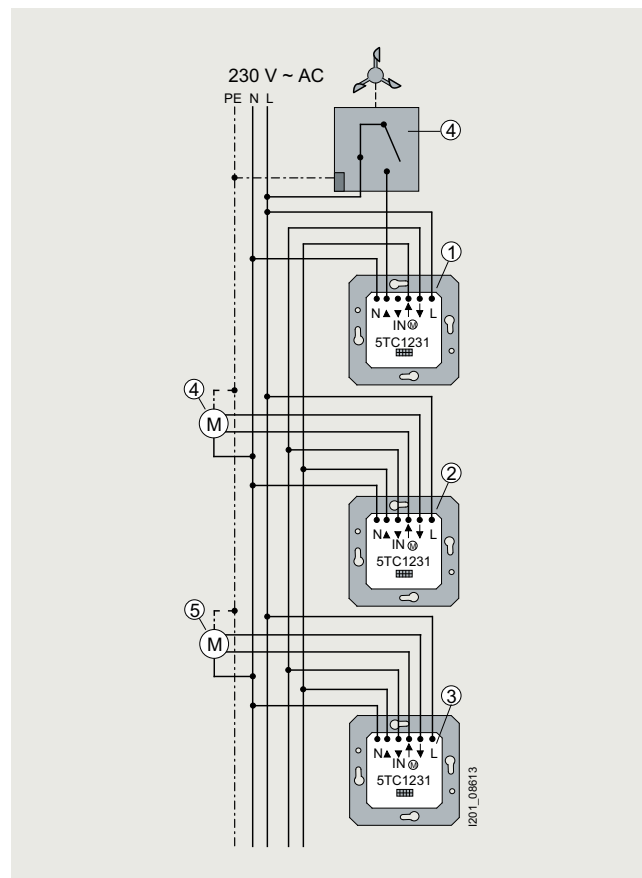 230 V ~ AC
PE N L
④
①
N ▲ ▼ ↑ ↓ L
IN Ⓜ
5TC1231
④
M
②
N ▲ ▼ ↑ ↓ L
IN Ⓜ
5TC1231
⑤
M
③
N ▲ ▼ ↑ ↓ L
IN Ⓜ
5TC1231
I201_08613